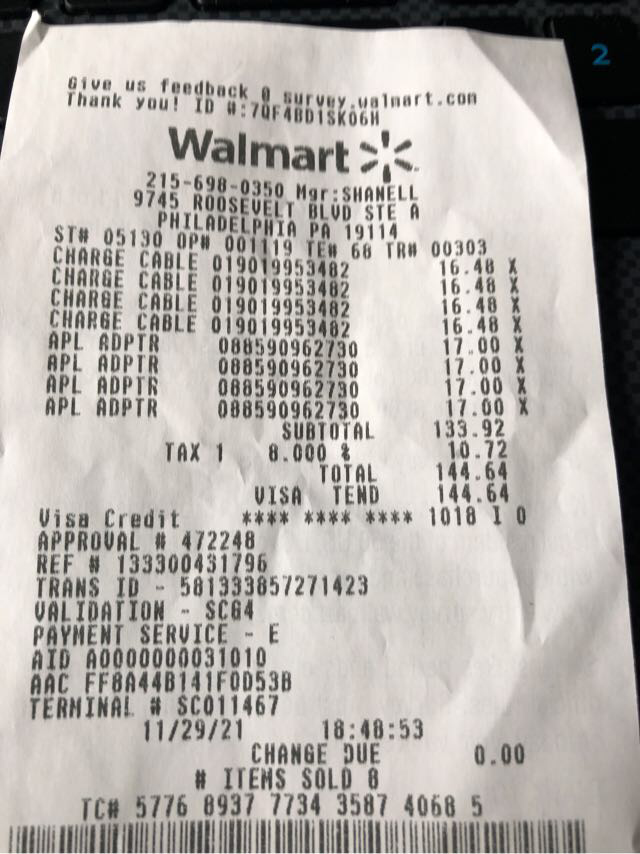 2
Give us feedback @ survey.walmart.com
Thank you! ID #:7QF4BD1SK06H
Walmart
215-698-0350 Mgr:SHANELL
9745 ROOSEVELT BLVD STE A
PHILADELPHIA PA 19114
ST# 05130 OP# 001119 TE# 68 TR# 00303
CHARGE CABLE 019019953482 16.48 X
CHARGE CABLE 019019953482 16.48 X
CHARGE CABLE 019019953482 16.48 X
CHARGE CABLE 019019953482 16.48 X
APL ADPTR 088590962730 17.00 X
APL ADPTR 088590962730 17.00 X
APL ADPTR 088590962730 17.00 X
APL ADPTR 088590962730 17.00 X
SUBTOTAL 133.92
TAX 1 8.000 % 10.72
TOTAL 144.64
VISA TEND 144.64
Visa Credit **** **** **** 1018 I 0
APPROVAL # 472248
REF # 133300431796
TRANS ID - 581333857271423
VALIDATION - SCG4
PAYMENT SERVICE - E
AID A0000000031010
AAC FF8A44B141F0D53B
TERMINAL # SC011467
11/29/21 18:48:53
CHANGE DUE 0.00
# ITEMS SOLD 8
TC# 5776 8937 7734 3587 4068 5